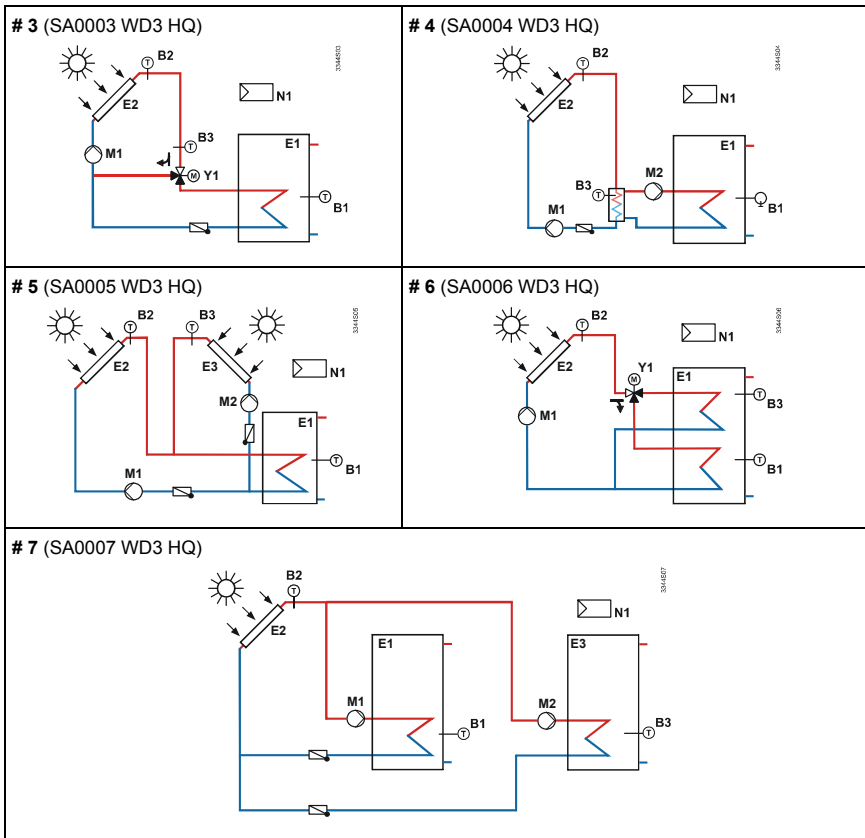 # 3 (SA0003 WD3 HQ)
B2
3344S03
E2
N1
M1
B3
E1
T
M
Y1
T
B1
T
# 4 (SA0004 WD3 HQ)
B2
3344S04
T
E2
N1
E1
M2
B3
T
M1
B1
# 5 (SA0005 WD3 HQ)
B2
B3
3344S05
T
T
E2
E3
N1
M2
E1
T
B1
M1
# 6 (SA0006 WD3 HQ)
B2
3344S06
T
E2
N1
Y1
M
E1
T
B3
M1
T
B1
# 7 (SA0007 WD3 HQ)
B2
3344S07
T
E2
N1
E1
E3
M1
M2
B1
T
B3
T